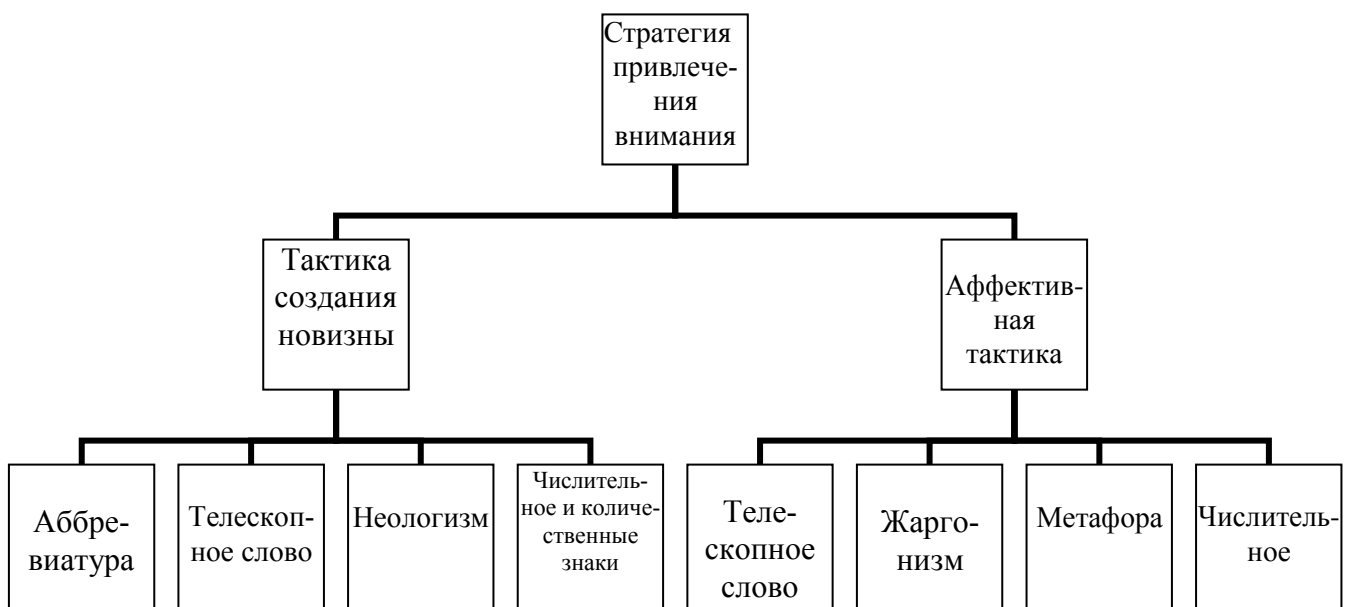 Стратегия
привлече-
ния
внимания
Тактика
создания
новизны
Аффектив-
ная
тактика
Аббре-
виатура
Телескоп-
ное слово
Неологизм
Числитель-
ное и количе-
ственные
знаки
Теле-
скопное
слово
Жарго-
низм
Метафора
Числитель-
ное